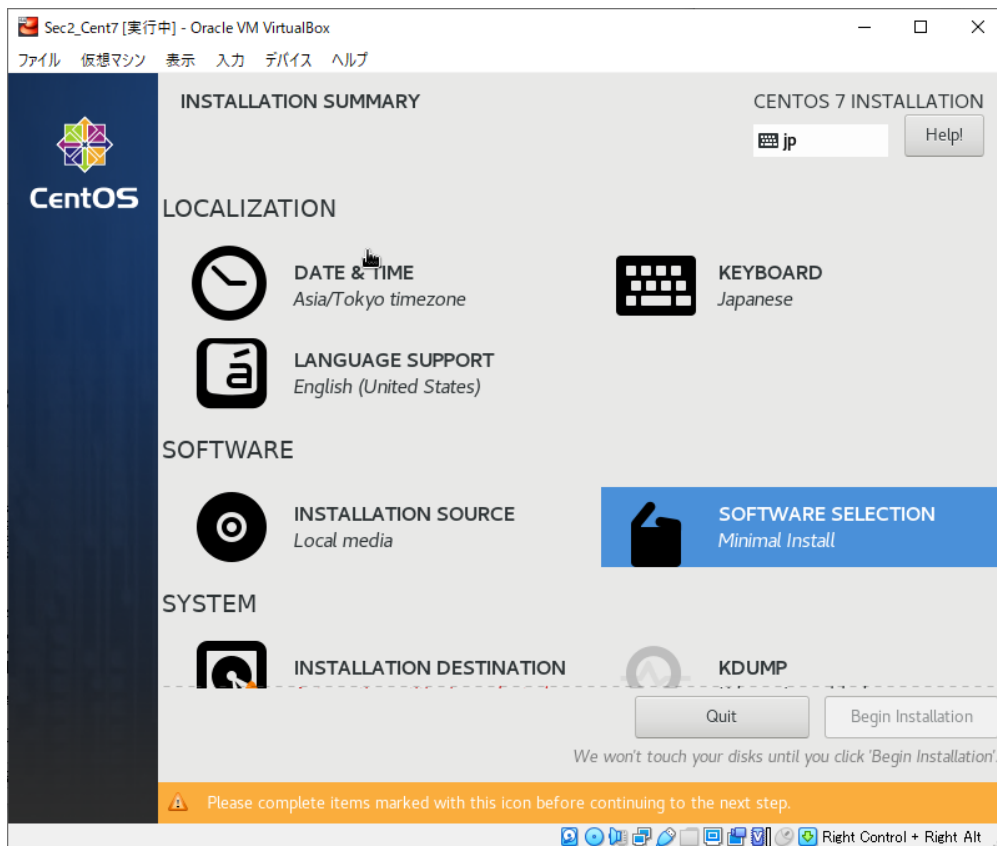 Sec2_Cent7 [実行中] - Oracle VM VirtualBox
ファイル 仮想マシン 表示 入力 デバイス ヘルプ
INSTALLATION SUMMARY
CENTOS 7 INSTALLATION
jp
Help!
CentOS
LOCALIZATION
DATE & TIME
Asia/Tokyo timezone
KEYBOARD
Japanese
á
LANGUAGE SUPPORT
English (United States)
SOFTWARE
INSTALLATION SOURCE
Local media
SOFTWARE SELECTION
Minimal Install
SYSTEM
INSTALLATION DESTINATION
KDUMP
Quit
Begin Installation
We won't touch your disks until you click 'Begin Installation'.
Please complete items marked with this icon before continuing to the next step.
Right Control + Right Alt